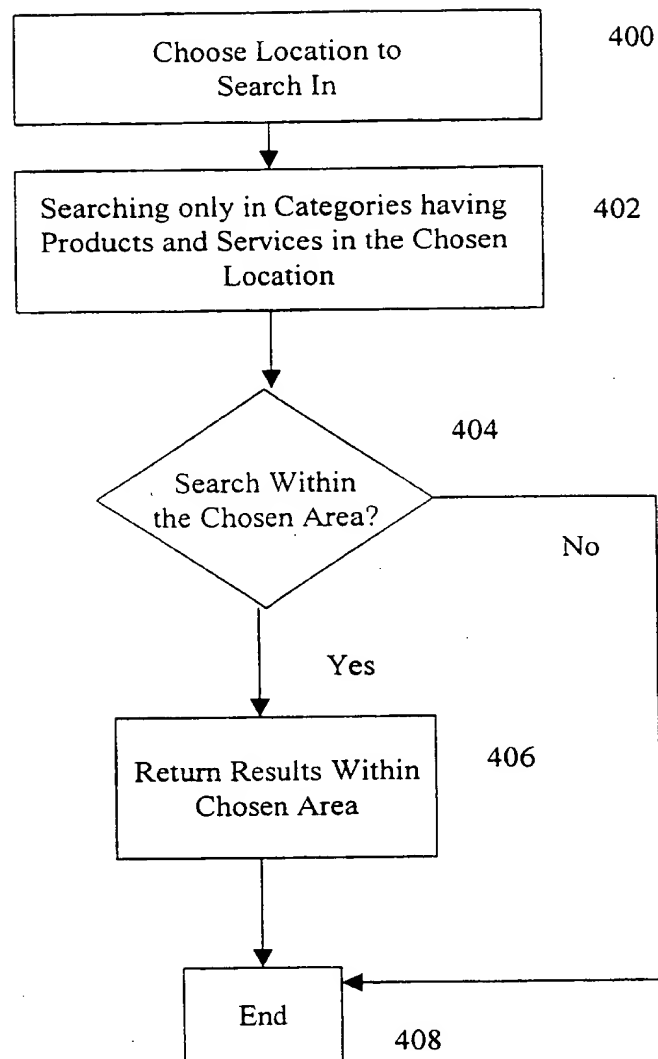 Choose Location to
Search In
400
Searching only in Categories having
Products and Services in the Chosen
Location
402
404
Search Within
the Chosen Area?
No
Yes
Return Results Within
Chosen Area
406
End
408